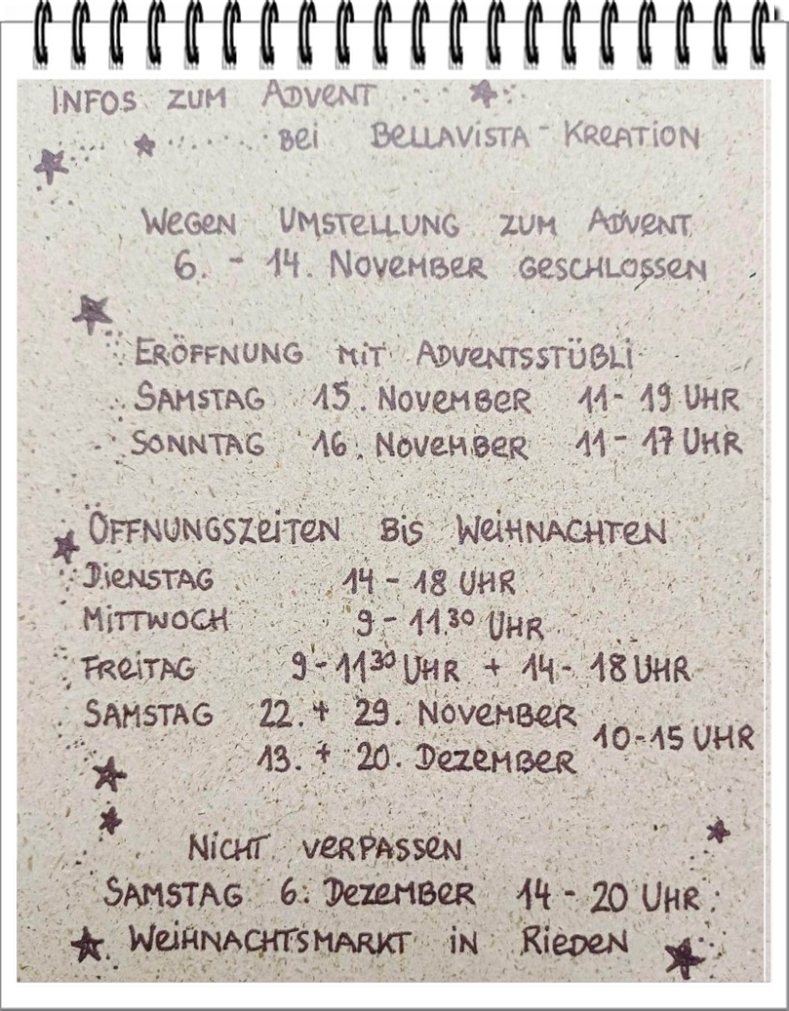 INFOS ZUM ADVENT
BEI BELLAVISTA-KREATION
WEGEN UMSTELLUNG ZUM ADVENT
6. - 14. NOVEMBER GESCHLOSSEN
ERÖFFNUNG MIT ADVENTSSTÜBLI
SAMSTAG 15. NOVEMBER 11 - 19 UHR
SONNTAG 16. NOVEMBER 11 - 17 UHR
ÖFFNUNGSZEITEN BIS WEIHNACHTEN
DIENSTAG 14 - 18 UHR
MITTWOCH 9 - 11.30 UHR
FREITAG 9 - 11 30 UHR + 14 - 18 UHR
SAMSTAG 22. + 29. NOVEMBER
13. + 20. DEZEMBER 10-15 UHR
NICHT VERPASSEN
SAMSTAG 6. DEZEMBER 14 - 20 UHR
WEIHNACHTSMARKT IN RIEDEN